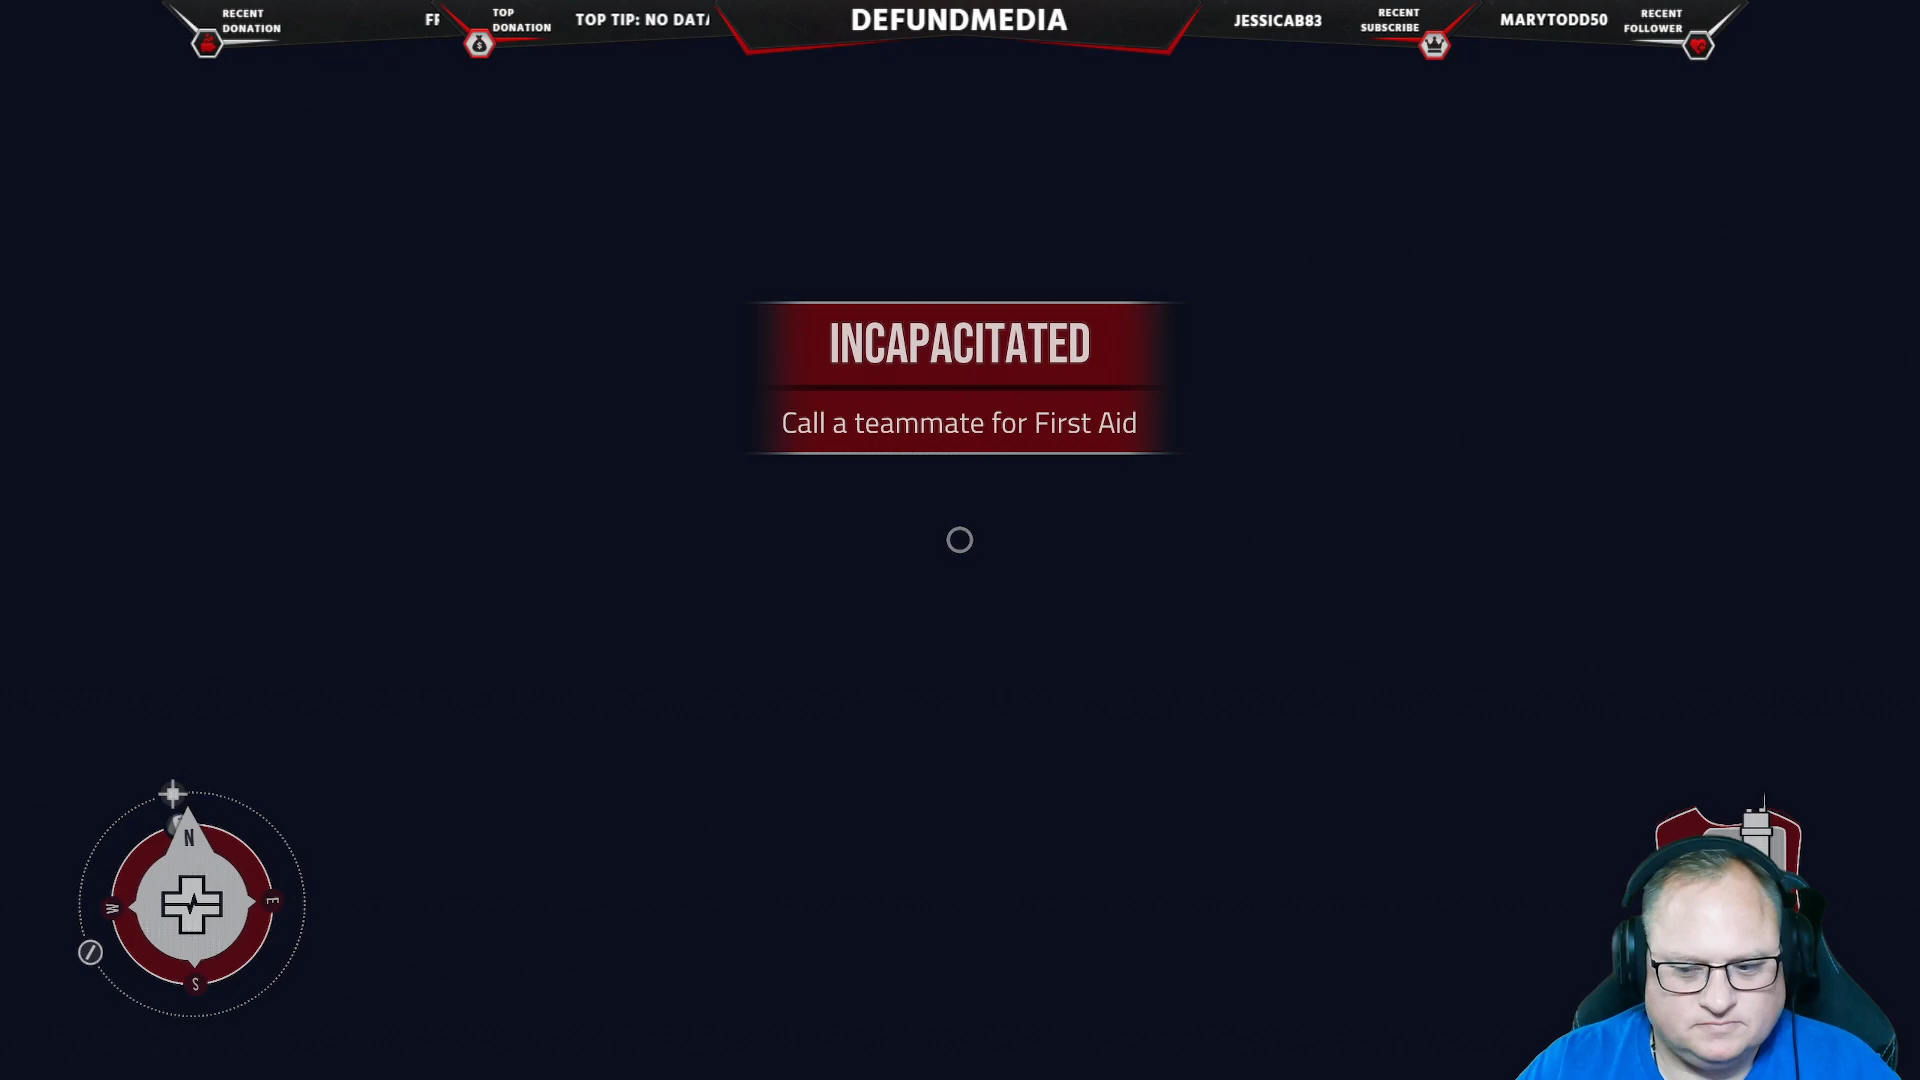 RECENT
DONATION
TOP
DONATION
TOP TIP: NO DATA
DEFUNDMEDIA
JESSICAB83
RECENT
SUBSCRIBE
MARYTODD50
RECENT
FOLLOWER
INCAPACITATED
Call a teammate for First Aid
N
W
E
S